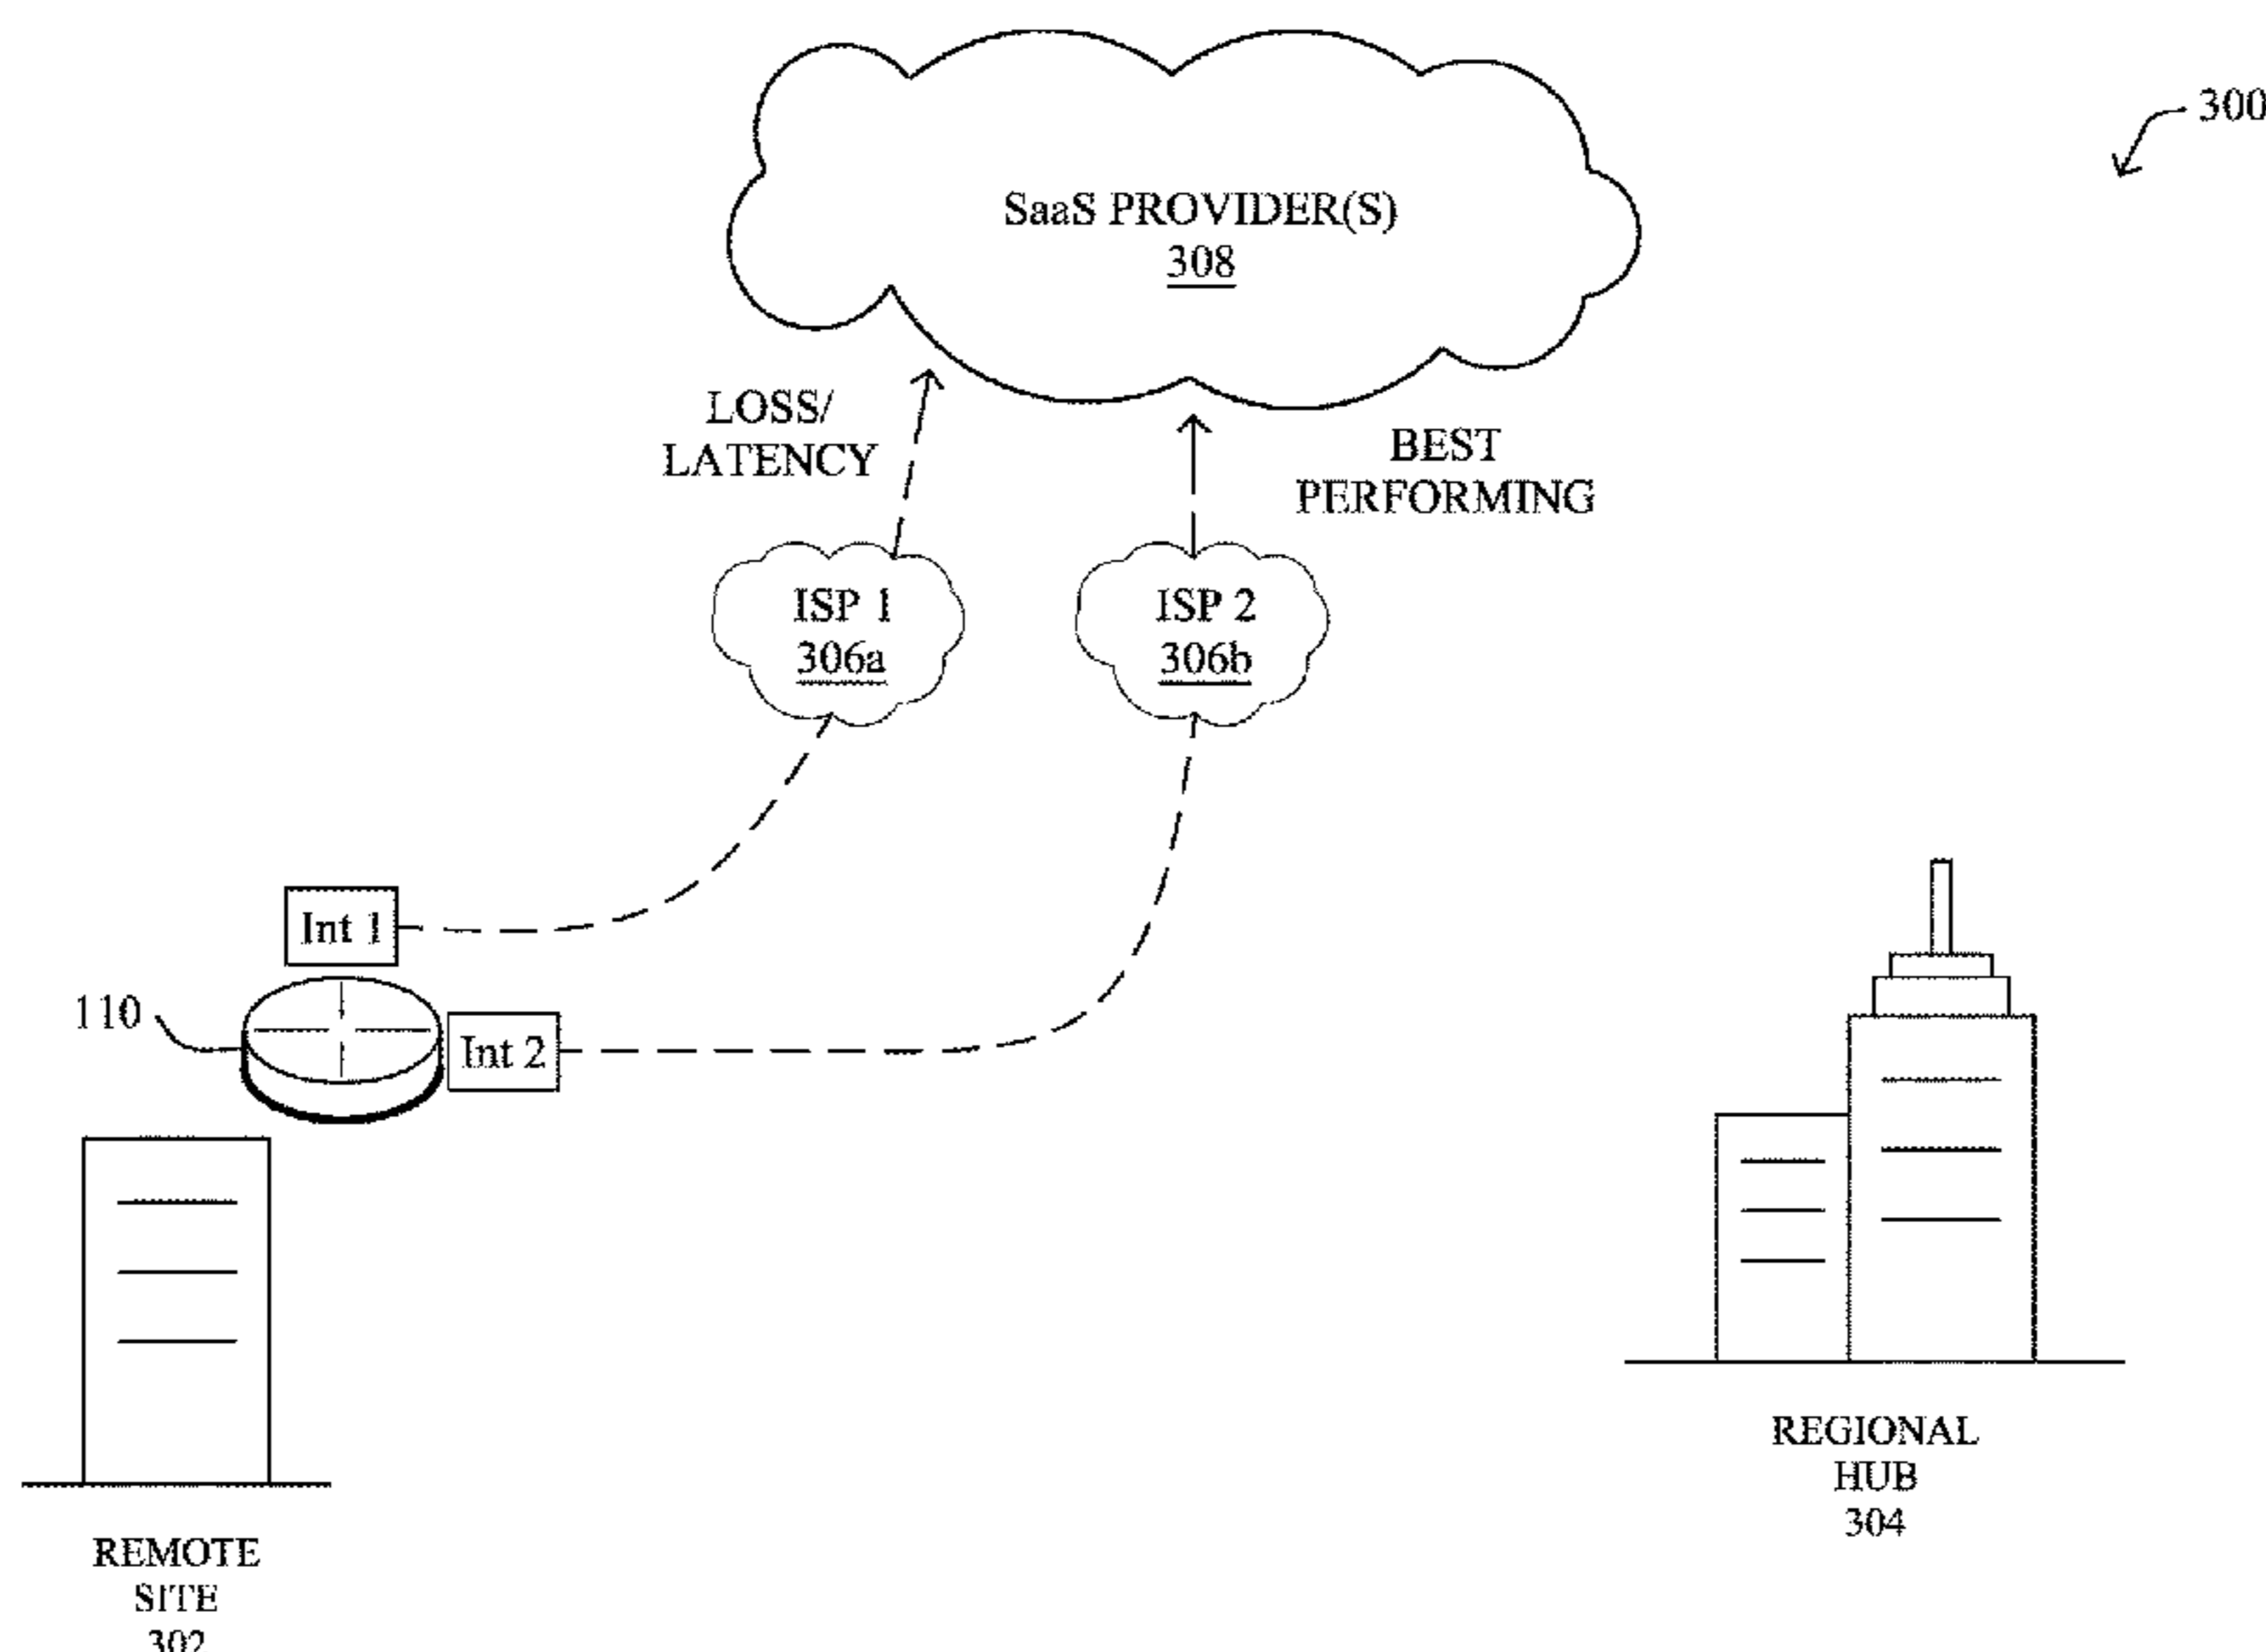 300
SaaS PROVIDER(S)
308
LOSS/
LATENCY
BEST
PERFORMING
ISP 1
306a
ISP 2
306b
Int 1
110
Int 2
REGIONAL
HUB
304
REMOTE
SITE
302